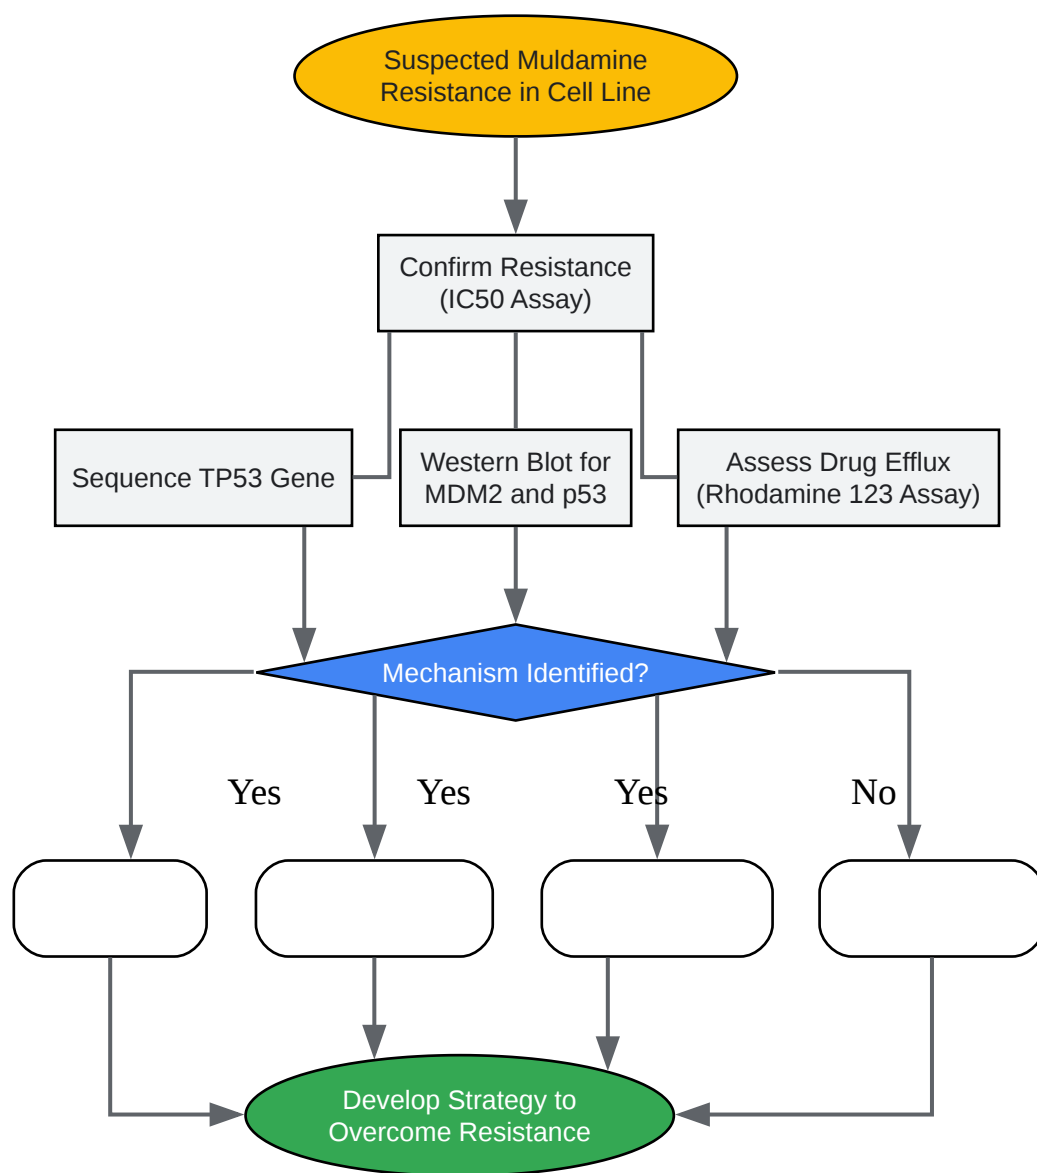 Suspected Muldamine
Resistance in Cell Line
Confirm Resistance
(IC50 Assay)
Sequence TP53 Gene
Western Blot for
MDM2 and p53
Assess Drug Efflux
(Rhodamine 123 Assay)
Mechanism Identified?
Yes
Yes
Yes
No
Develop Strategy to
Overcome Resistance